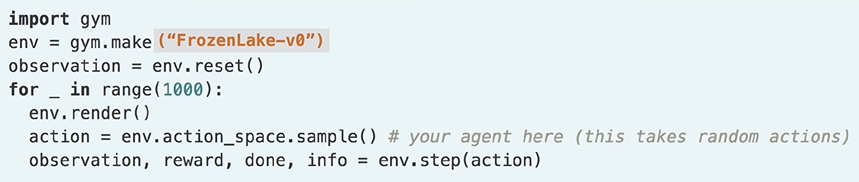 import gym
env = gym.make(“FrozenLake-v0”)
observation = env.reset()
for _ in range(1000):
  env.render()
  action = env.action_space.sample() # your agent here (this takes random actions)
  observation, reward, done, info = env.step(action)